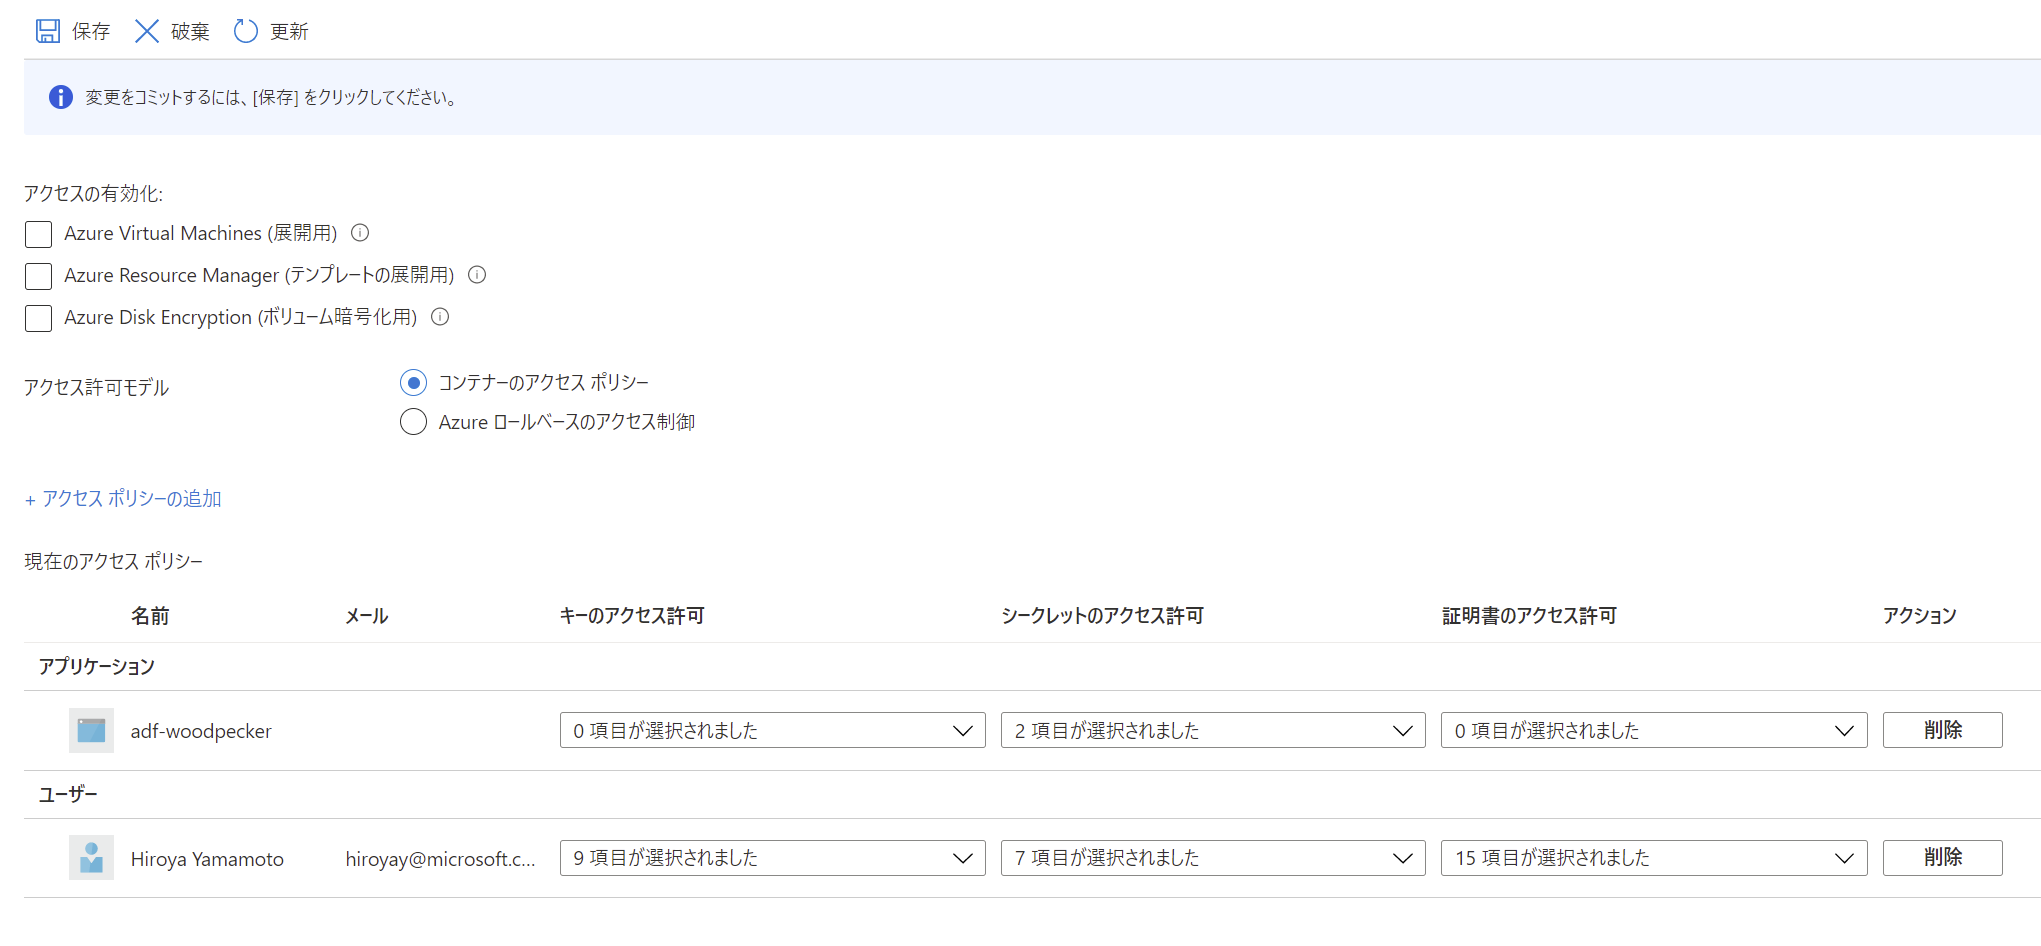 保存 破棄 更新
変更をコミットするには、[保存] をクリックしてください。
アクセスの有効化:
Azure Virtual Machines (展開用)
Azure Resource Manager (テンプレートの展開用)
Azure Disk Encryption (ボリューム暗号化用)
アクセス許可モデル
コンテナーのアクセス ポリシー
Azure ロールベースのアクセス制御
+ アクセス ポリシーの追加
現在のアクセス ポリシー
名前 メール キーのアクセス許可 シークレットのアクセス許可 証明書のアクセス許可 アクション
アプリケーション
adf-woodpecker 0 項目が選択されました 2 項目が選択されました 0 項目が選択されました 削除
ユーザー
Hiroya Yamamoto hiroyay@microsoft.c... 9 項目が選択されました 7 項目が選択されました 15 項目が選択されました 削除